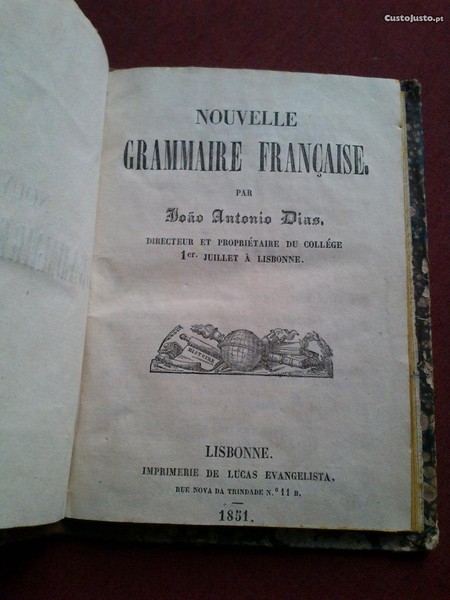 CustoJusto.pt
NOUVELLE
GRAMMAIRE FRANÇAISE.
PAR
João Antonio Dias,
DIRECTEUR ET PROPRIÉTAIRE DU COLLÉGE
1er. JUILLET À LISBONNE.
HISTOIRE
LISBONNE.
IMPRIMERIE DE LUCAS EVANGELISTA,
RUE NOVA DA TRINDADE N.º 11 B.
1851.